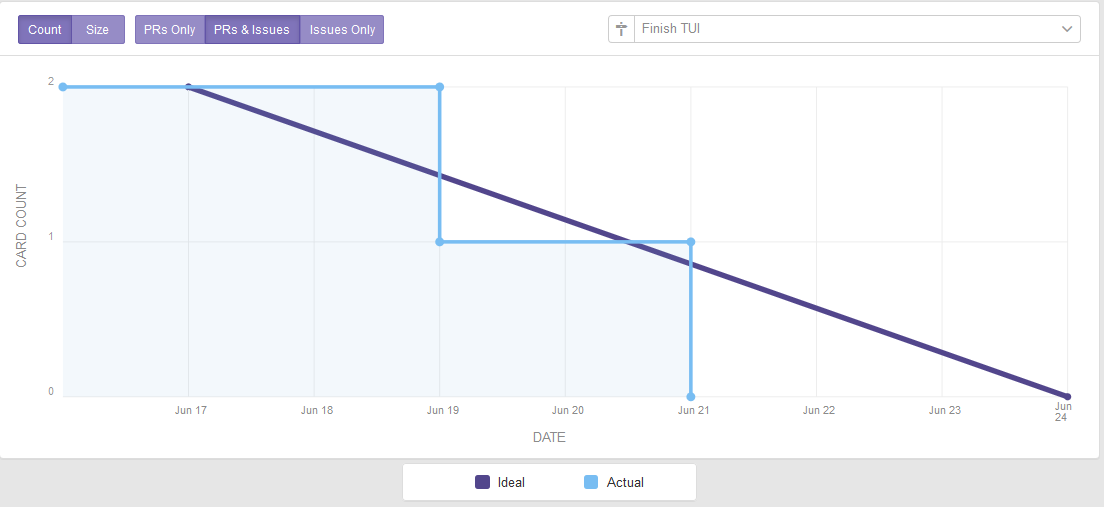 Count Size PRs Only PRs & Issues Issues Only Finish TUI
2
1
0
CARD COUNT
Jun 17 Jun 18 Jun 19 Jun 20 Jun 21 Jun 22 Jun 23 Jun
24
DATE
Ideal Actual